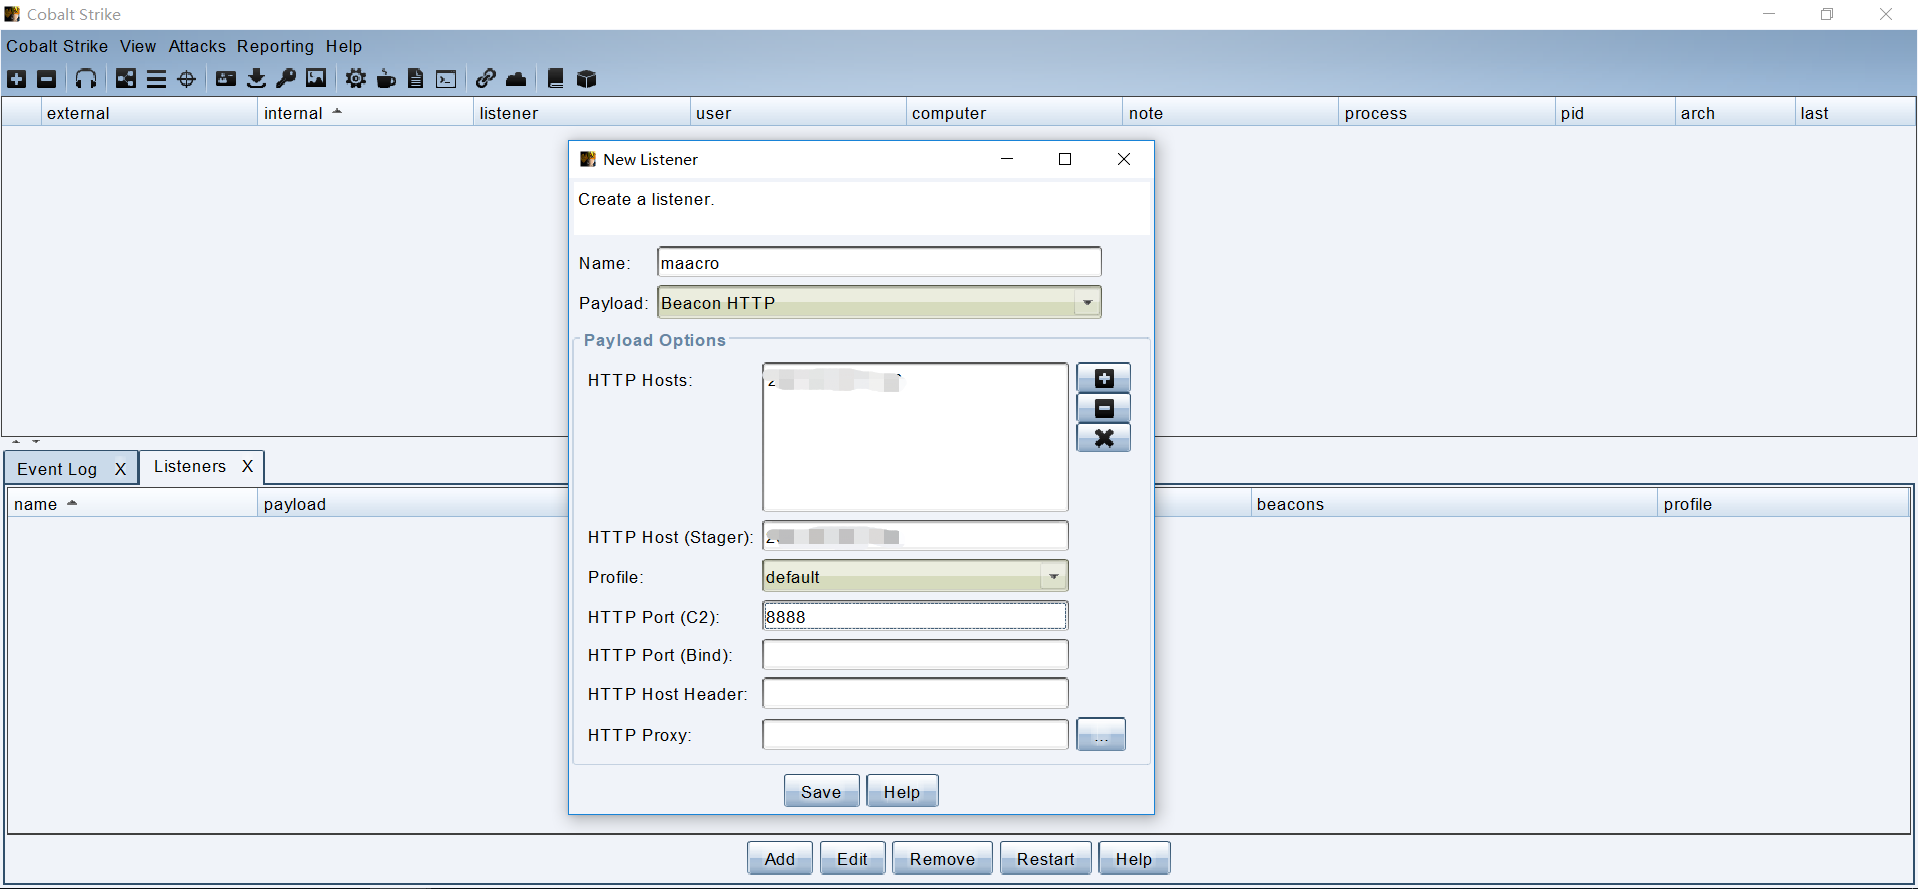 Cobalt Strike
Cobalt Strike View Attacks Reporting Help
external internal listener user computer note process pid arch last
New Listener
Create a listener.
Name: maacro
Payload: Beacon HTTP
Payload Options
HTTP Hosts:
HTTP Host (Stager):
Profile: default
HTTP Port (C2): 8888
HTTP Port (Bind):
HTTP Host Header:
HTTP Proxy: ...
Save Help
Event Log X Listeners X
name payload beacons profile
Add Edit Remove Restart Help